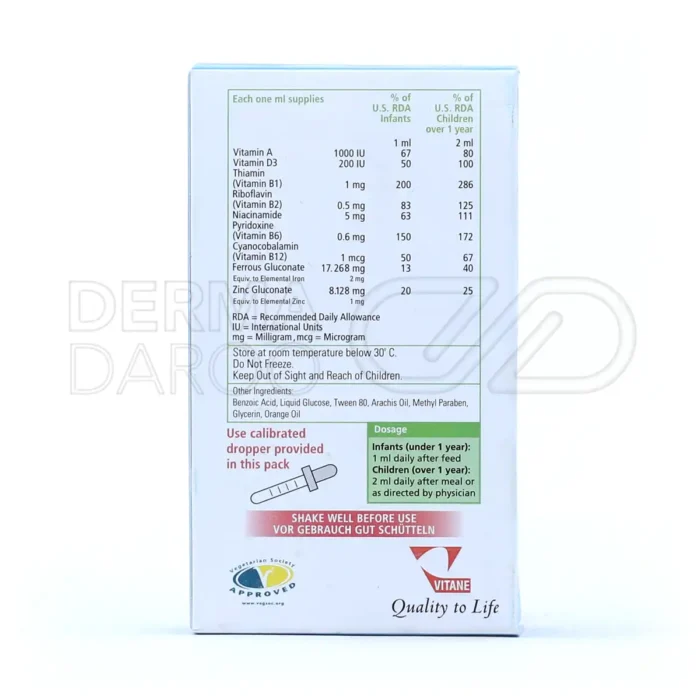 Each one ml supplies % of U.S. RDA Infants % of U.S. RDA Children over 1 year
1 ml 2 ml
Vitamin A 1000 IU 67 80
Vitamin D3 200 IU 50 100
Thiamin
(Vitamin B1) 1 mg 200 286
Riboflavin
(Vitamin B2) 0.5 mg 83 125
Niacinamide 5 mg 63 111
Pyridoxine
(Vitamin B6) 0.6 mg 150 172
Cyanocobalamin
(Vitamin B12) 1 mcg 50 67
Ferrous Gluconate 17.268 mg 13 40
Equiv. to Elemental Iron 2 mg
Zinc Gluconate 8.128 mg 20 25
Equiv. to Elemental Zinc 1 mg
RDA = Recommended Daily Allowance
IU = International Units
mg = Milligram, mcg = Microgram
Store at room temperature below 30° C.
Do Not Freeze.
Keep Out of Sight and Reach of Children.
Other Ingredients:
Benzoic Acid, Liquid Glucose, Tween 80, Arachis Oil, Methyl Paraben,
Glycerin, Orange Oil
Use calibrated
dropper provided
in this pack
Dosage
Infants (under 1 year):
1 ml daily after feed
Children (over 1 year):
2 ml daily after meal or
as directed by physician
SHAKE WELL BEFORE USE
VOR GEBRAUCH GUT SCHÜTTELN
Vegetarian Society
APPROVED
www.vegsoc.org
VITANE
Quality to Life
DERMA
DAROO